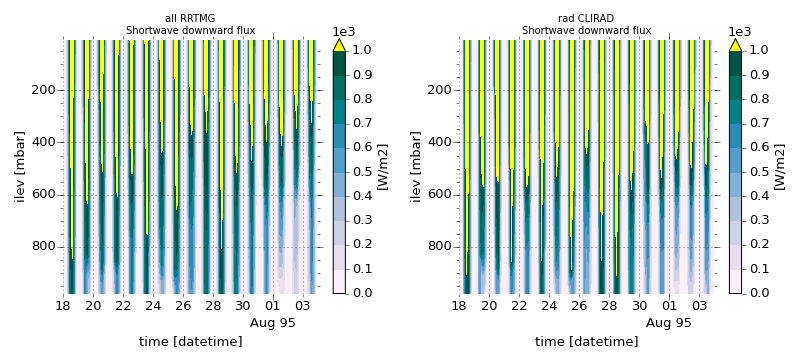 all RRTMG
Shortwave downward flux
1e3
1.0
0.9
0.8
0.7
0.6
0.5
0.4
0.3
0.2
0.1
0.0
[W/m2]
200
400
600
800
ilev [mbar]
18 20 22 24 26 28 30 01 03
Aug 95
time [datetime]
rad CLIRAD
Shortwave downward flux
1e3
1.0
0.9
0.8
0.7
0.6
0.5
0.4
0.3
0.2
0.1
0.0
[W/m2]
200
400
600
800
ilev [mbar]
18 20 22 24 26 28 30 01 03
Aug 95
time [datetime]